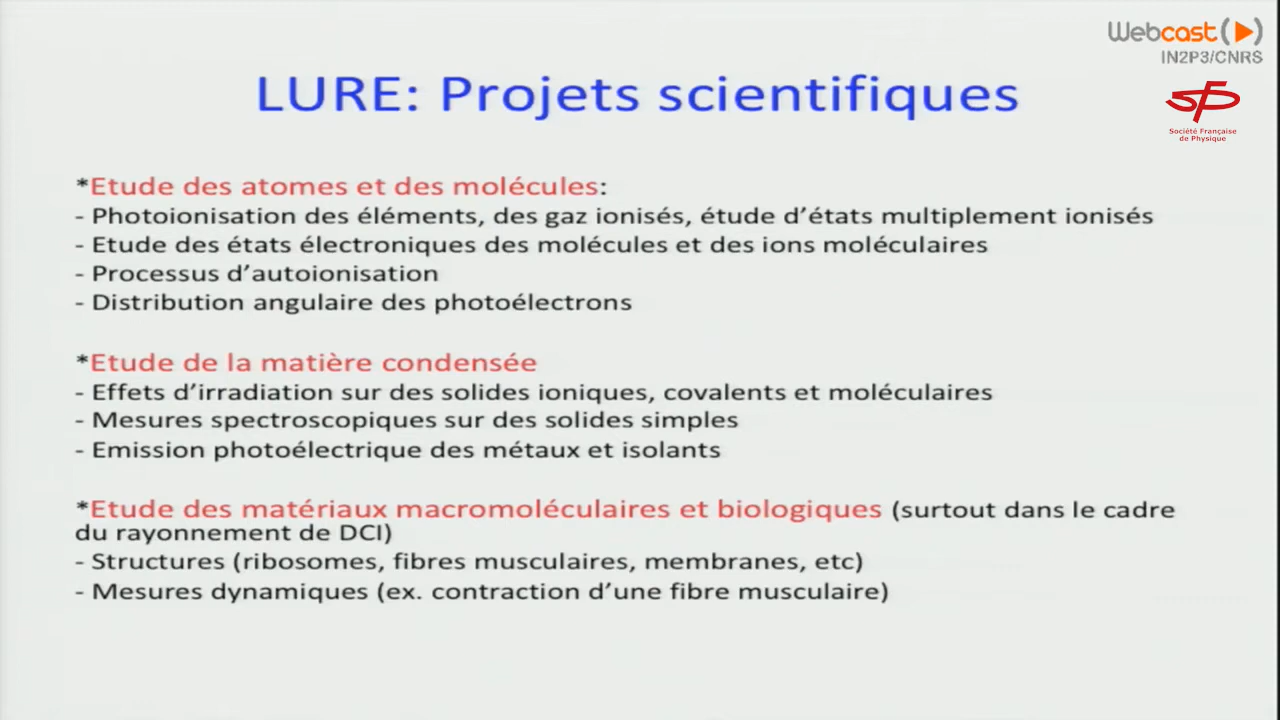 Webcast
IN2P3/CNRS
Société Française
de Physique
LURE: Projets scientifiques
*Etude des atomes et des molécules:
- Photoionisation des éléments, des gaz ionisés, étude d’états multiplement ionisés
- Etude des états électroniques des molécules et des ions moléculaires
- Processus d’autoionisation
- Distribution angulaire des photoélectrons
*Etude de la matière condensée
- Effets d’irradiation sur des solides ioniques, covalents et moléculaires
- Mesures spectroscopiques sur des solides simples
- Emission photoélectrique des métaux et isolants
*Etude des matériaux macromoléculaires et biologiques (surtout dans le cadre
du rayonnement de DCI)
- Structures (ribosomes, fibres musculaires, membranes, etc)
- Mesures dynamiques (ex. contraction d’une fibre musculaire)